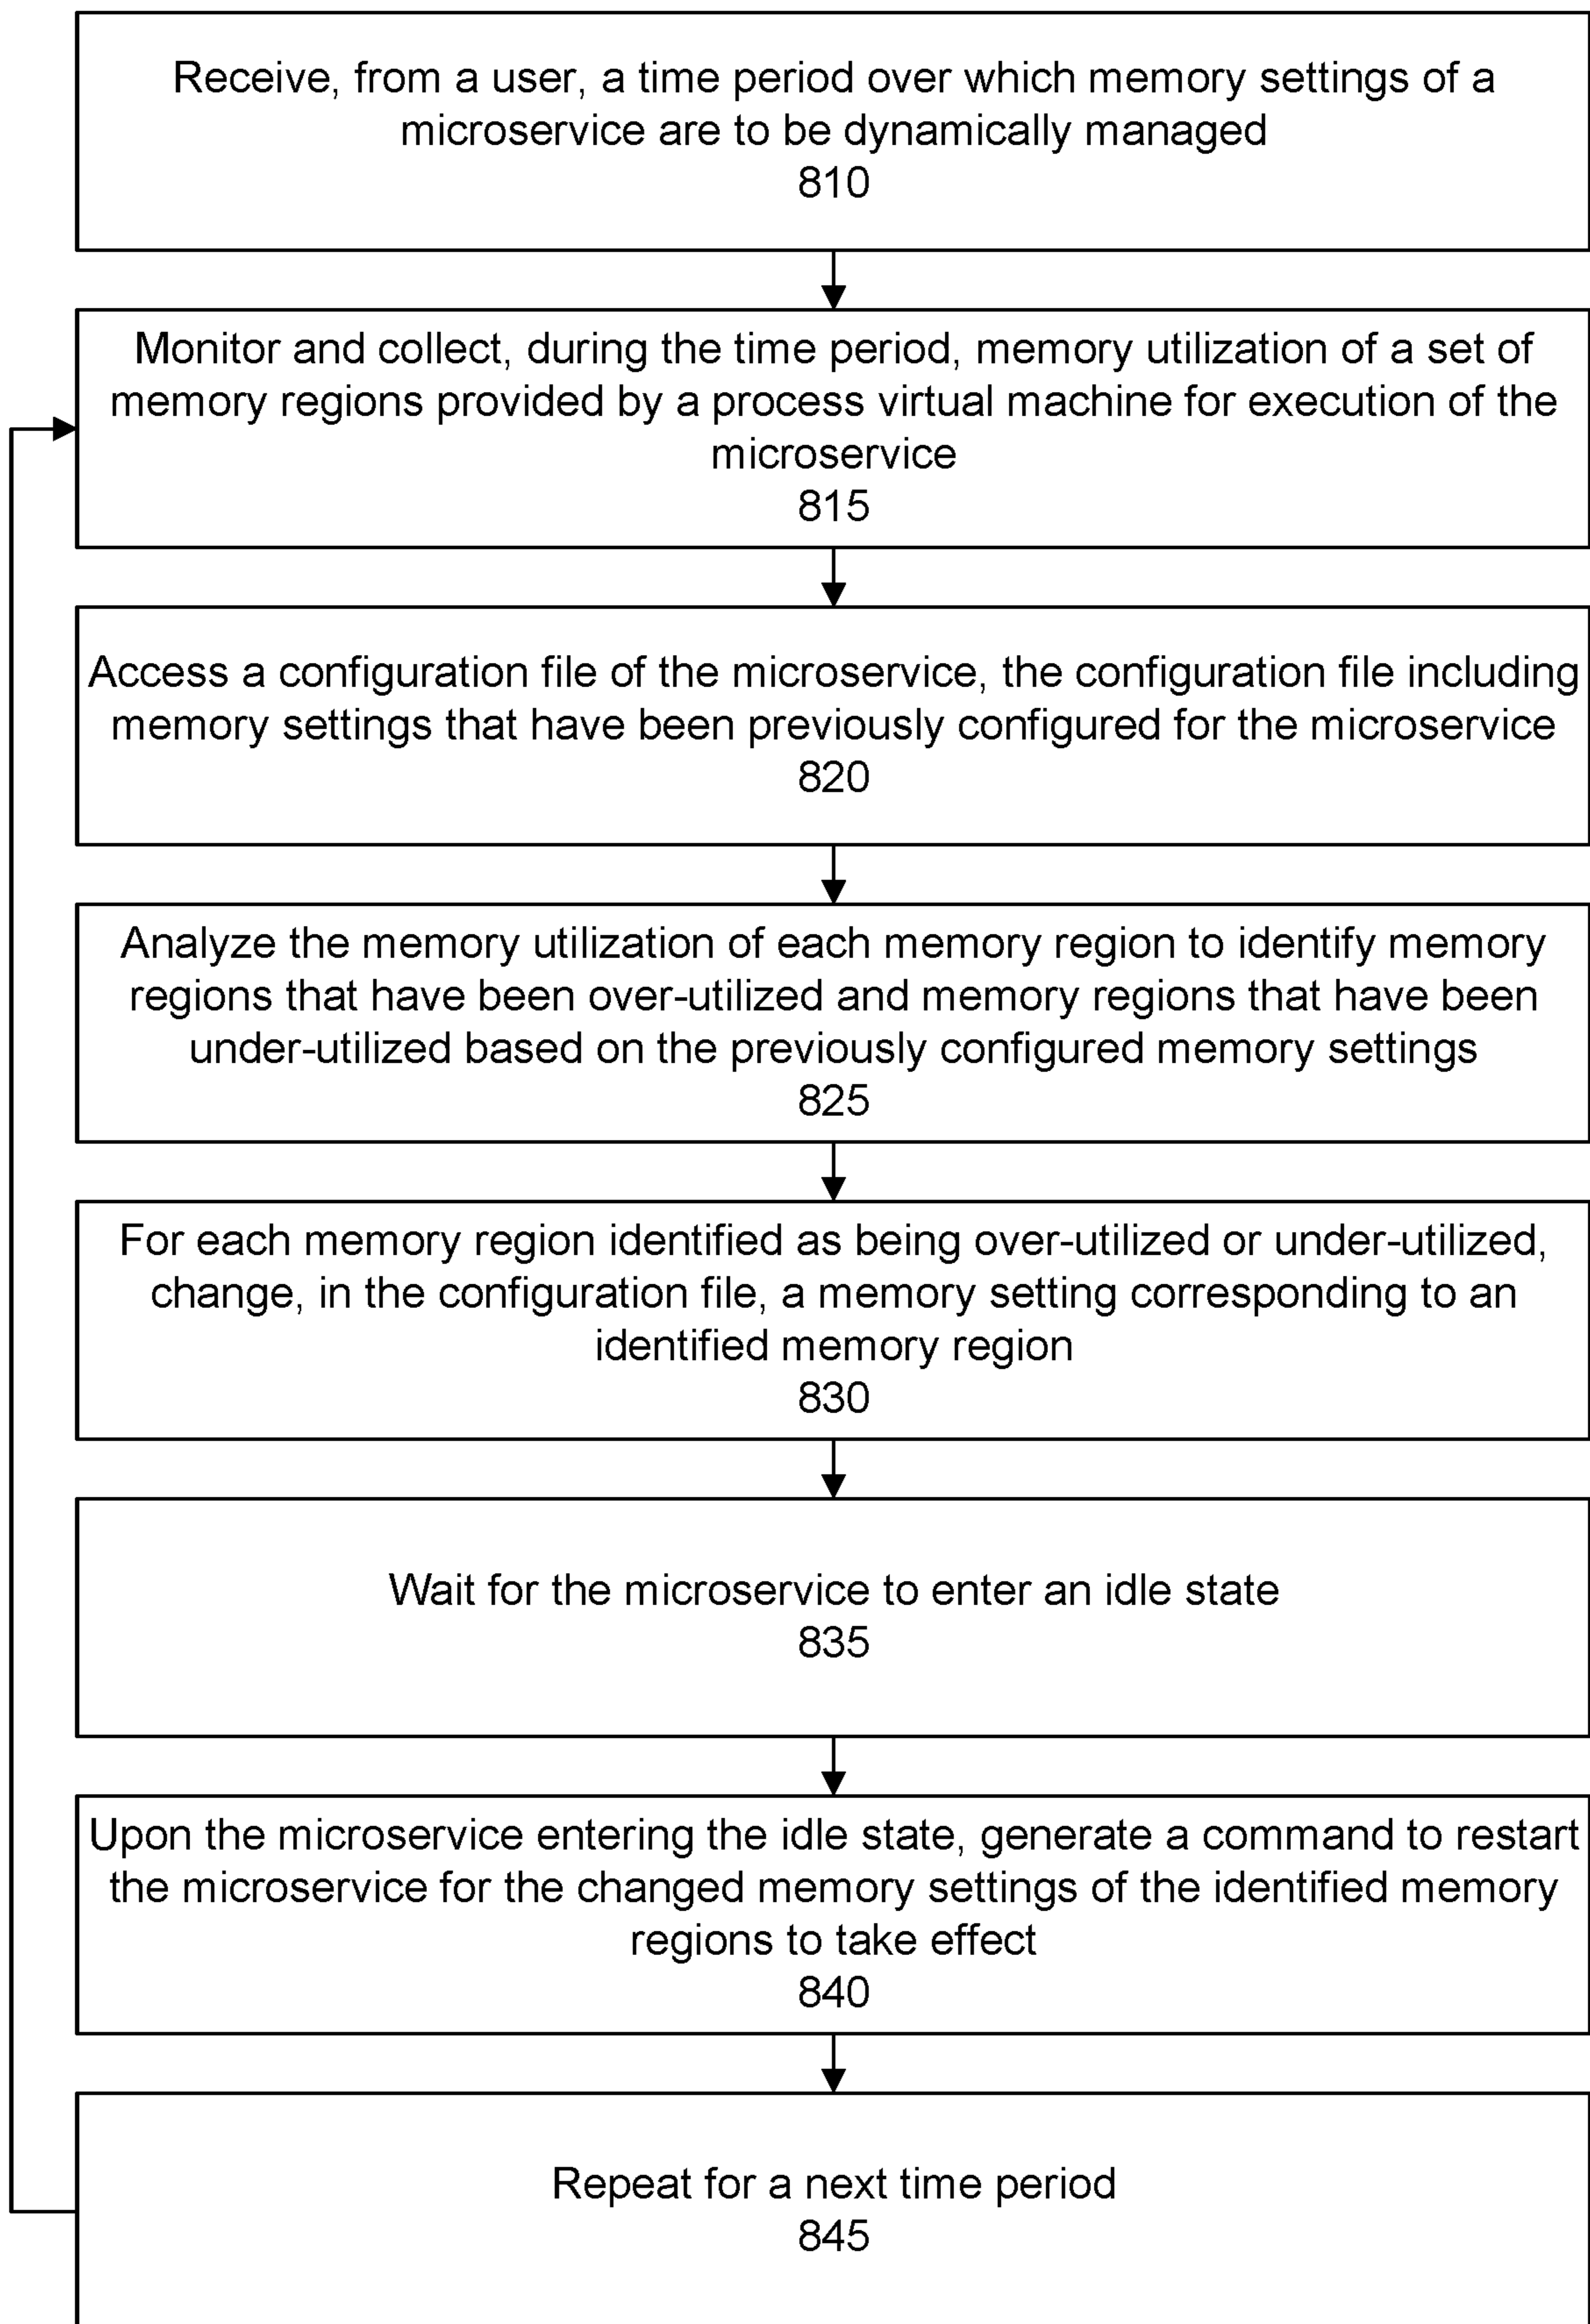 Receive, from a user, a time period over which memory settings of a
microservice are to be dynamically managed
810
Monitor and collect, during the time period, memory utilization of a set of
memory regions provided by a process virtual machine for execution of the
microservice
815
Access a configuration file of the microservice, the configuration file including
memory settings that have been previously configured for the microservice
820
Analyze the memory utilization of each memory region to identify memory
regions that have been over-utilized and memory regions that have been
under-utilized based on the previously configured memory settings
825
For each memory region identified as being over-utilized or under-utilized,
change, in the configuration file, a memory setting corresponding to an
identified memory region
830
Wait for the microservice to enter an idle state
835
Upon the microservice entering the idle state, generate a command to restart
the microservice for the changed memory settings of the identified memory
regions to take effect
840
Repeat for a next time period
845